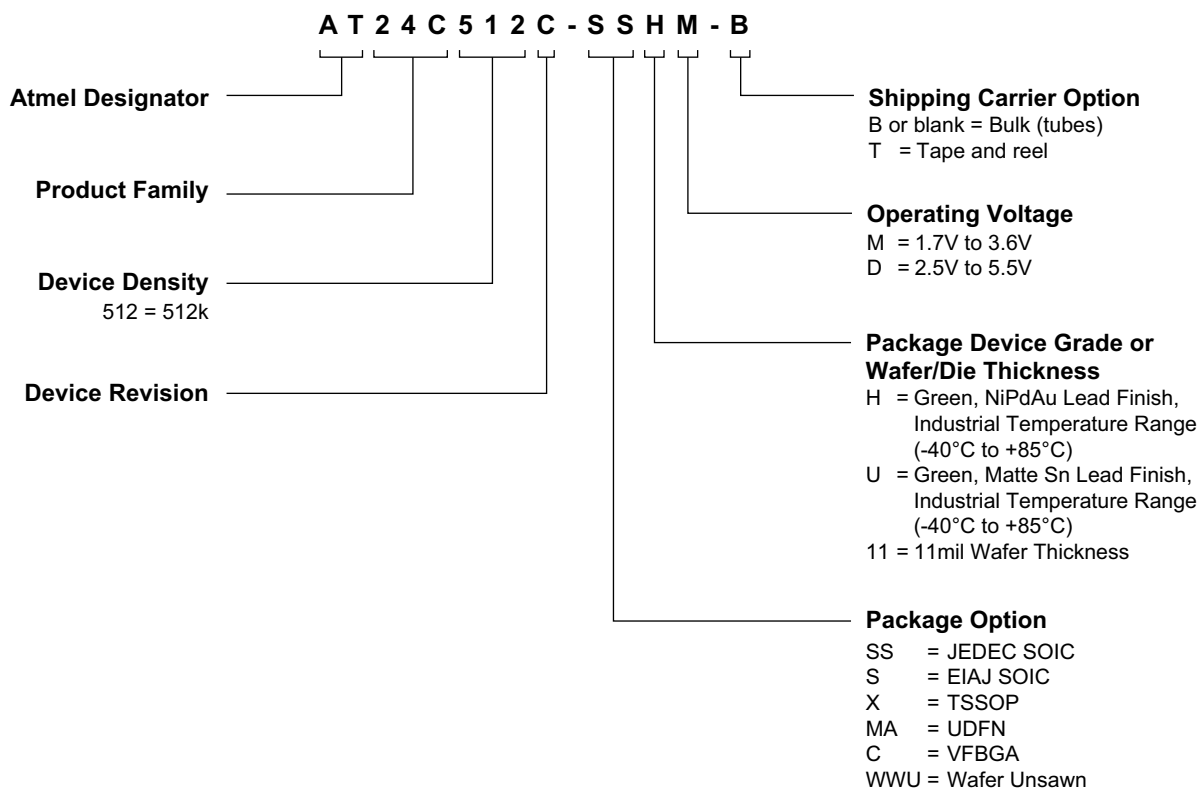 A T 2 4 C 5 1 2 C - S S H M - B
Atmel Designator
Product Family
Device Density
512 = 512k
Device Revision
Shipping Carrier Option
B or blank = Bulk (tubes)
T = Tape and reel
Operating Voltage
M = 1.7V to 3.6V
D = 2.5V to 5.5V
Package Device Grade or
Wafer/Die Thickness
H = Green, NiPdAu Lead Finish,
Industrial Temperature Range
(-40°C to +85°C)
U = Green, Matte Sn Lead Finish,
Industrial Temperature Range
(-40°C to +85°C)
11 = 11mil Wafer Thickness
Package Option
SS = JEDEC SOIC
S = EIAJ SOIC
X = TSSOP
MA = UDFN
C = VFBGA
WWU = Wafer Unsawn